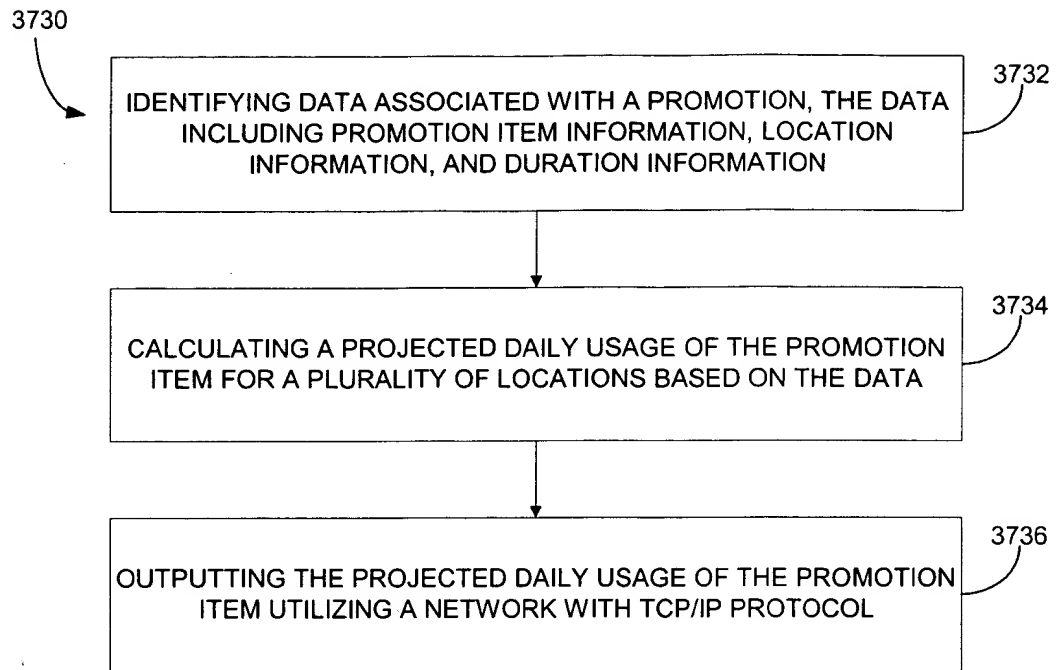 3730
3732
IDENTIFYING DATA ASSOCIATED WITH A PROMOTION, THE DATA
INCLUDING PROMOTION ITEM INFORMATION, LOCATION
INFORMATION, AND DURATION INFORMATION
3734
CALCULATING A PROJECTED DAILY USAGE OF THE PROMOTION
ITEM FOR A PLURALITY OF LOCATIONS BASED ON THE DATA
3736
OUTPUTTING THE PROJECTED DAILY USAGE OF THE PROMOTION
ITEM UTILIZING A NETWORK WITH TCP/IP PROTOCOL